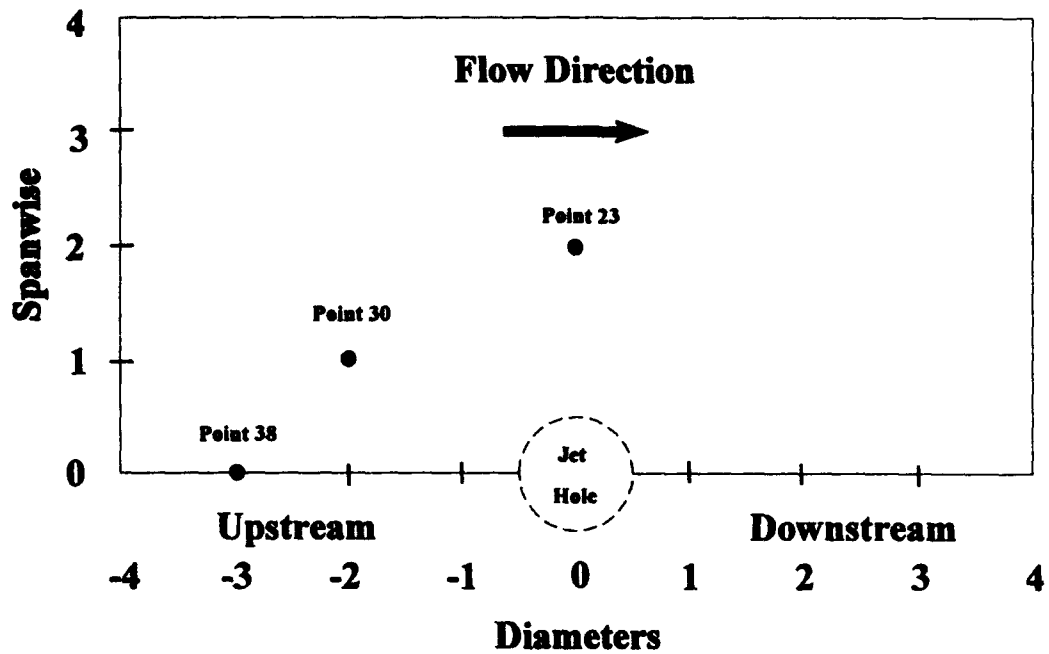 4
Flow Direction
3
Spanwise
Point 23
2
Point 30
1
Point 38
Jet
0
Hole
Upstream
Downstream
-4 -3 -2 -1 0 1 2 3 4
Diameters